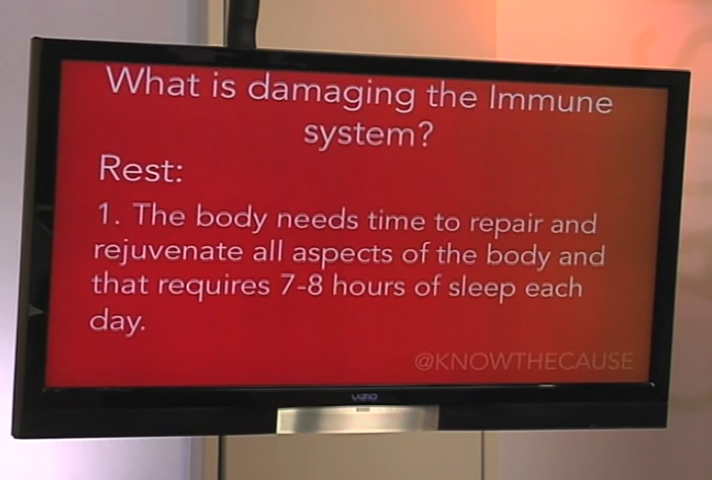 What is damaging the Immune
system?
Rest:
1. The body needs time to repair and
rejuvenate all aspects of the body and
that requires 7-8 hours of sleep each
day.
@KNOWTHECAUSE
VIZIO